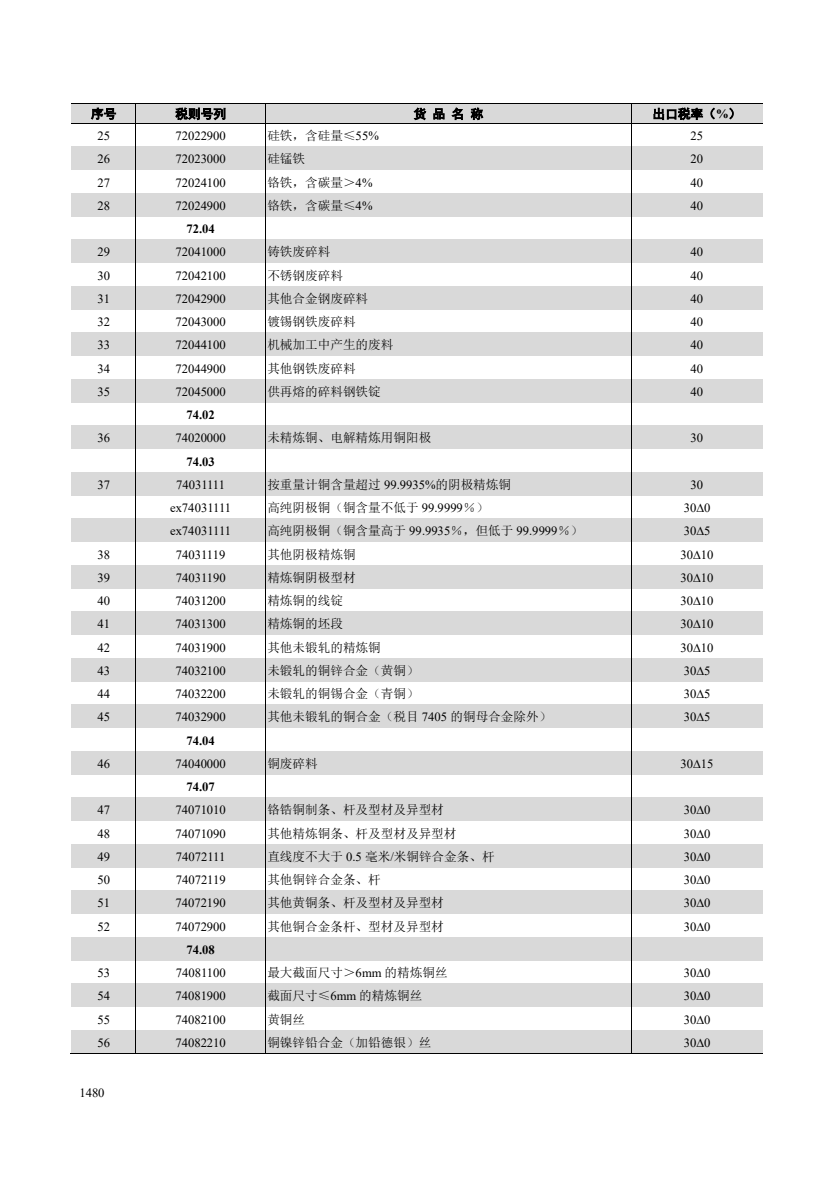 序号 税则号列 货 品 名 称 出口税率（%）
25 72022900 硅铁，含硅量≤55% 25
26 72023000 硅锰铁 20
27 72024100 铬铁，含碳量＞4% 40
28 72024900 铬铁，含碳量≤4% 40
72.04
29 72041000 铸铁废碎料 40
30 72042100 不锈钢废碎料 40
31 72042900 其他合金钢废碎料 40
32 72043000 镀锡钢铁废碎料 40
33 72044100 机械加工中产生的废料 40
34 72044900 其他钢铁废碎料 40
35 72045000 供再熔的碎料钢铁锭 40
74.02
36 74020000 未精炼铜、电解精炼用铜阳极 30
74.03
37 74031111 按重量计铜含量超过 99.9935%的阴极精炼铜 30
ex74031111 高纯阴极铜（铜含量不低于 99.9999％） 30Δ0
ex74031111 高纯阴极铜（铜含量高于 99.9935％，但低于 99.9999％） 30Δ5
38 74031119 其他阴极精炼铜 30Δ10
39 74031190 精炼铜阴极型材 30Δ10
40 74031200 精炼铜的线锭 30Δ10
41 74031300 精炼铜的坯段 30Δ10
42 74031900 其他未锻轧的精炼铜 30Δ10
43 74032100 未锻轧的铜锌合金（黄铜） 30Δ5
44 74032200 未锻轧的铜锡合金（青铜） 30Δ5
45 74032900 其他未锻轧的铜合金（税目 7405 的铜母合金除外） 30Δ5
74.04
46 74040000 铜废碎料 30Δ15
74.07
47 74071010 铬锆铜制条、杆及型材及异型材 30Δ0
48 74071090 其他精炼铜条、杆及型材及异型材 30Δ0
49 74072111 直线度不大于 0.5 毫米/米铜锌合金条、杆 30Δ0
50 74072119 其他铜锌合金条、杆 30Δ0
51 74072190 其他黄铜条、杆及型材及异型材 30Δ0
52 74072900 其他铜合金条杆、型材及异型材 30Δ0
74.08
53 74081100 最大截面尺寸>6mm 的精炼铜丝 30Δ0
54 74081900 截面尺寸≤6mm 的精炼铜丝 30Δ0
55 74082100 黄铜丝 30Δ0
56 74082210 铜镍锌铅合金（加铅德银）丝 30Δ0
1480